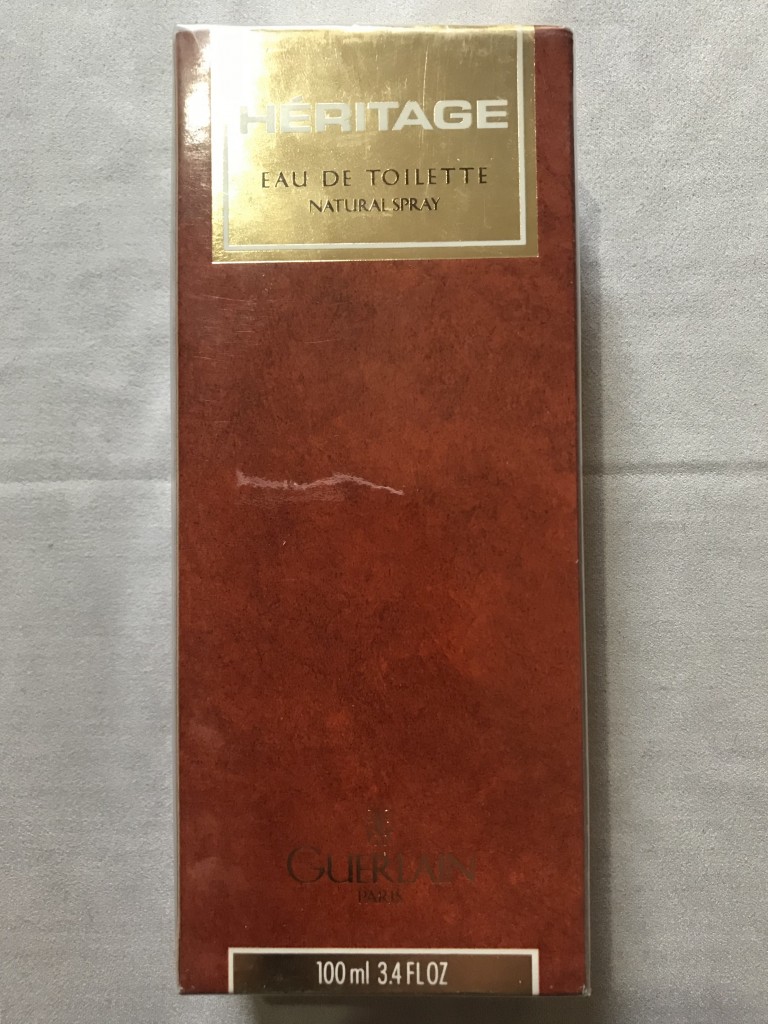 HÉRITAGE
EAU DE TOILETTE
NATURAL SPRAY
GUERLAIN
PARIS
100 ml 3.4 FL OZ